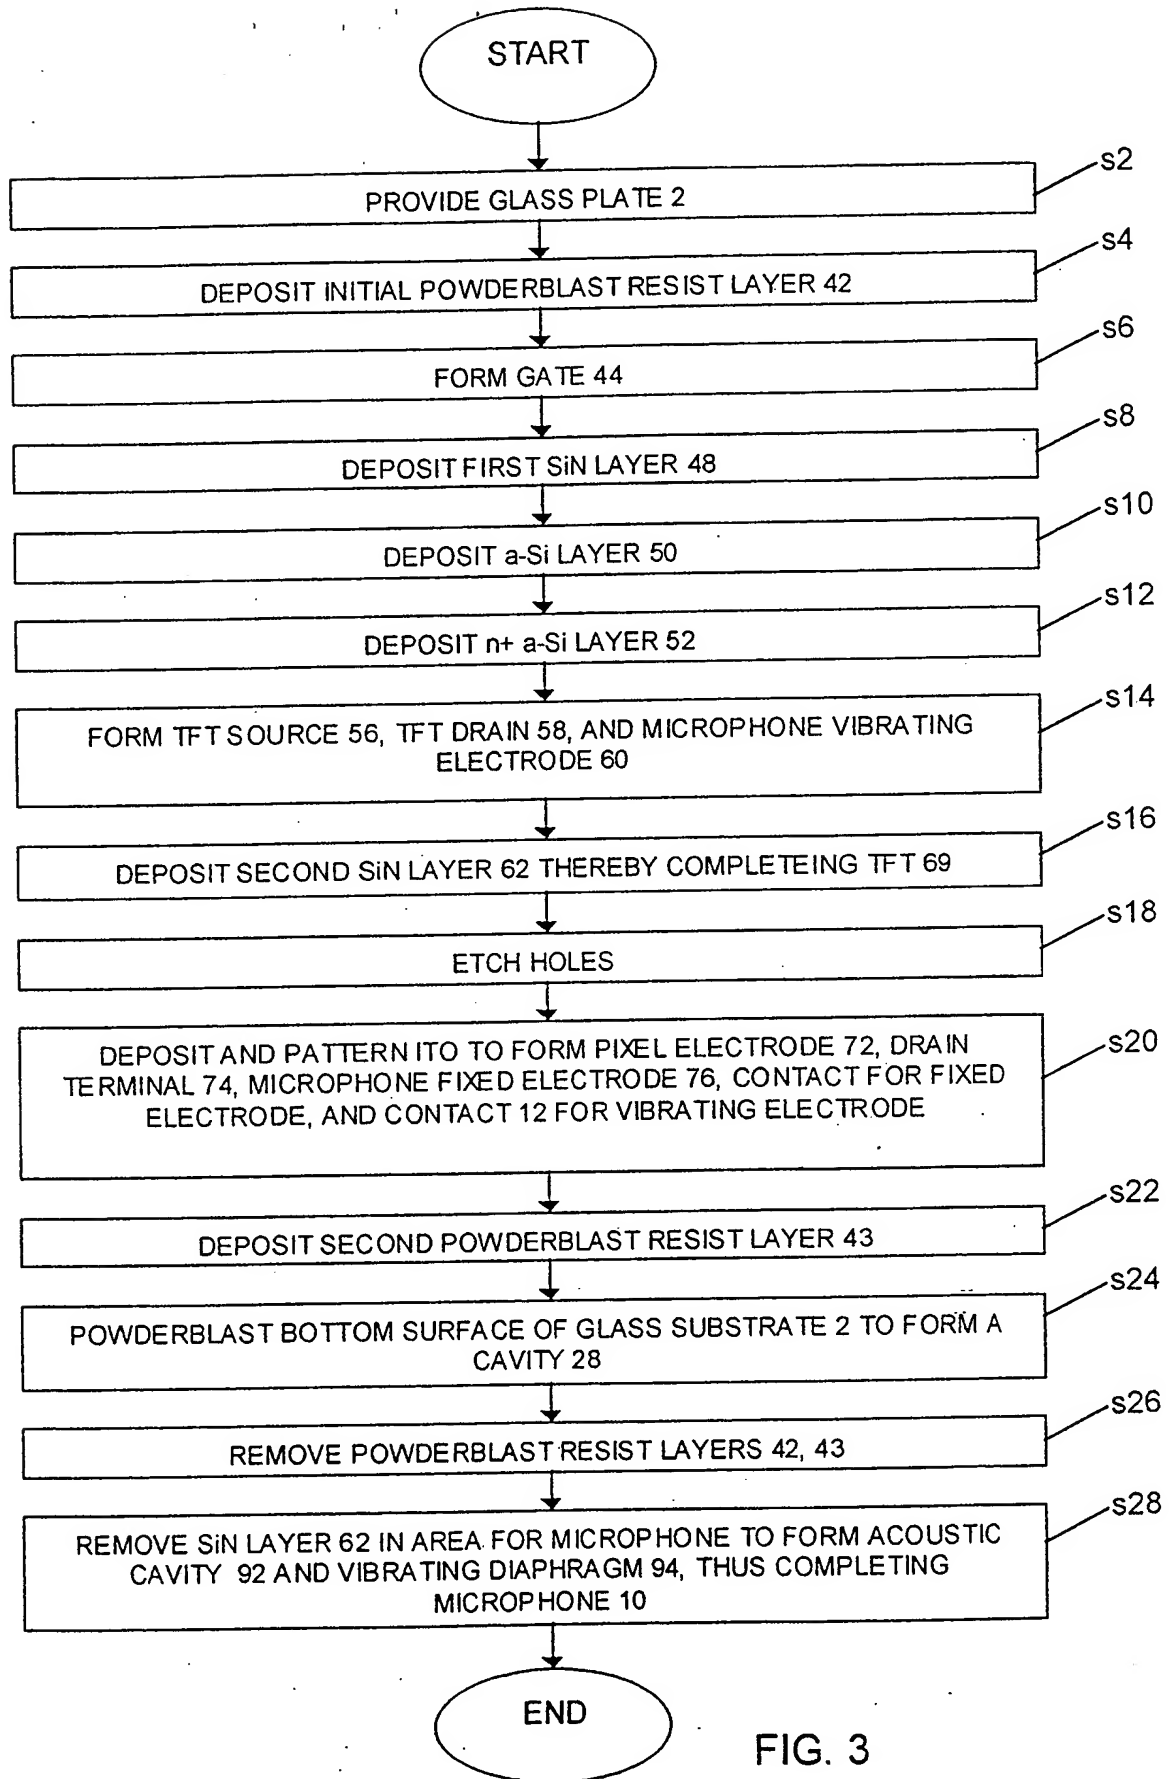 START
s2
PROVIDE GLASS PLATE 2
s4
DEPOSIT INITIAL POWDERBLAST RESIST LAYER 42
s6
FORM GATE 44
s8
DEPOSIT FIRST SiN LAYER 48
s10
DEPOSIT a-Si LAYER 50
s12
DEPOSIT n+ a-Si LAYER 52
s14
FORM TFT SOURCE 56, TFT DRAIN 58, AND MICROPHONE VIBRATING
ELECTRODE 60
s16
DEPOSIT SECOND SiN LAYER 62 THEREBY COMPLETEING TFT 69
s18
ETCH HOLES
s20
DEPOSIT AND PATTERN ITO TO FORM PIXEL ELECTRODE 72, DRAIN
TERMINAL 74, MICROPHONE FIXED ELECTRODE 76, CONTACT FOR FIXED
ELECTRODE, AND CONTACT 12 FOR VIBRATING ELECTRODE
s22
DEPOSIT SECOND POWDERBLAST RESIST LAYER 43
s24
POWDERBLAST BOTTOM SURFACE OF GLASS SUBSTRATE 2 TO FORM A
CAVITY 28
s26
REMOVE POWDERBLAST RESIST LAYERS 42, 43
s28
REMOVE SiN LAYER 62 IN AREA FOR MICROPHONE TO FORM ACOUSTIC
CAVITY 92 AND VIBRATING DIAPHRAGM 94, THUS COMPLETING
MICROPHONE 10
END
FIG. 3